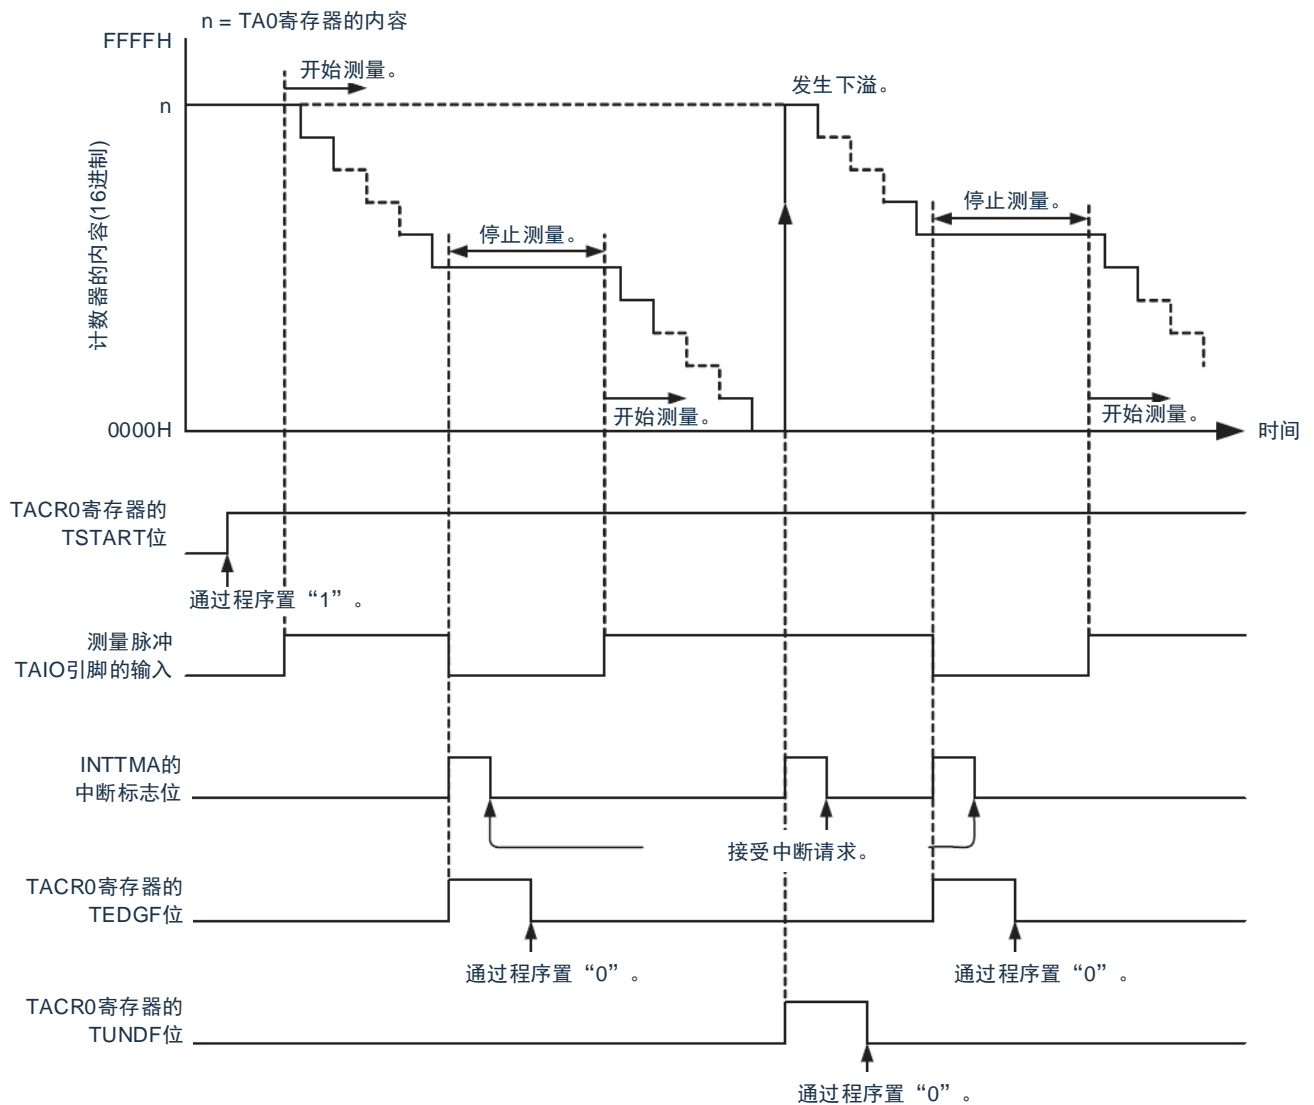 n = TA0寄存器的内容
FFFFH
开始测量。
发生下溢。
n
计数器的内容(16进制)
停止测量。
停止测量。
开始测量。
开始测量。
0000H
时间
TACR0寄存器的
TSTART位
通过程序置“1”。
测量脉冲
TAIO引脚的输入
INTTMA的
中断标志位
接受中断请求。
TACR0寄存器的
TEDGF位
通过程序置“0”。
通过程序置“0”。
TACR0寄存器的
TUNDF位
通过程序置“0”。